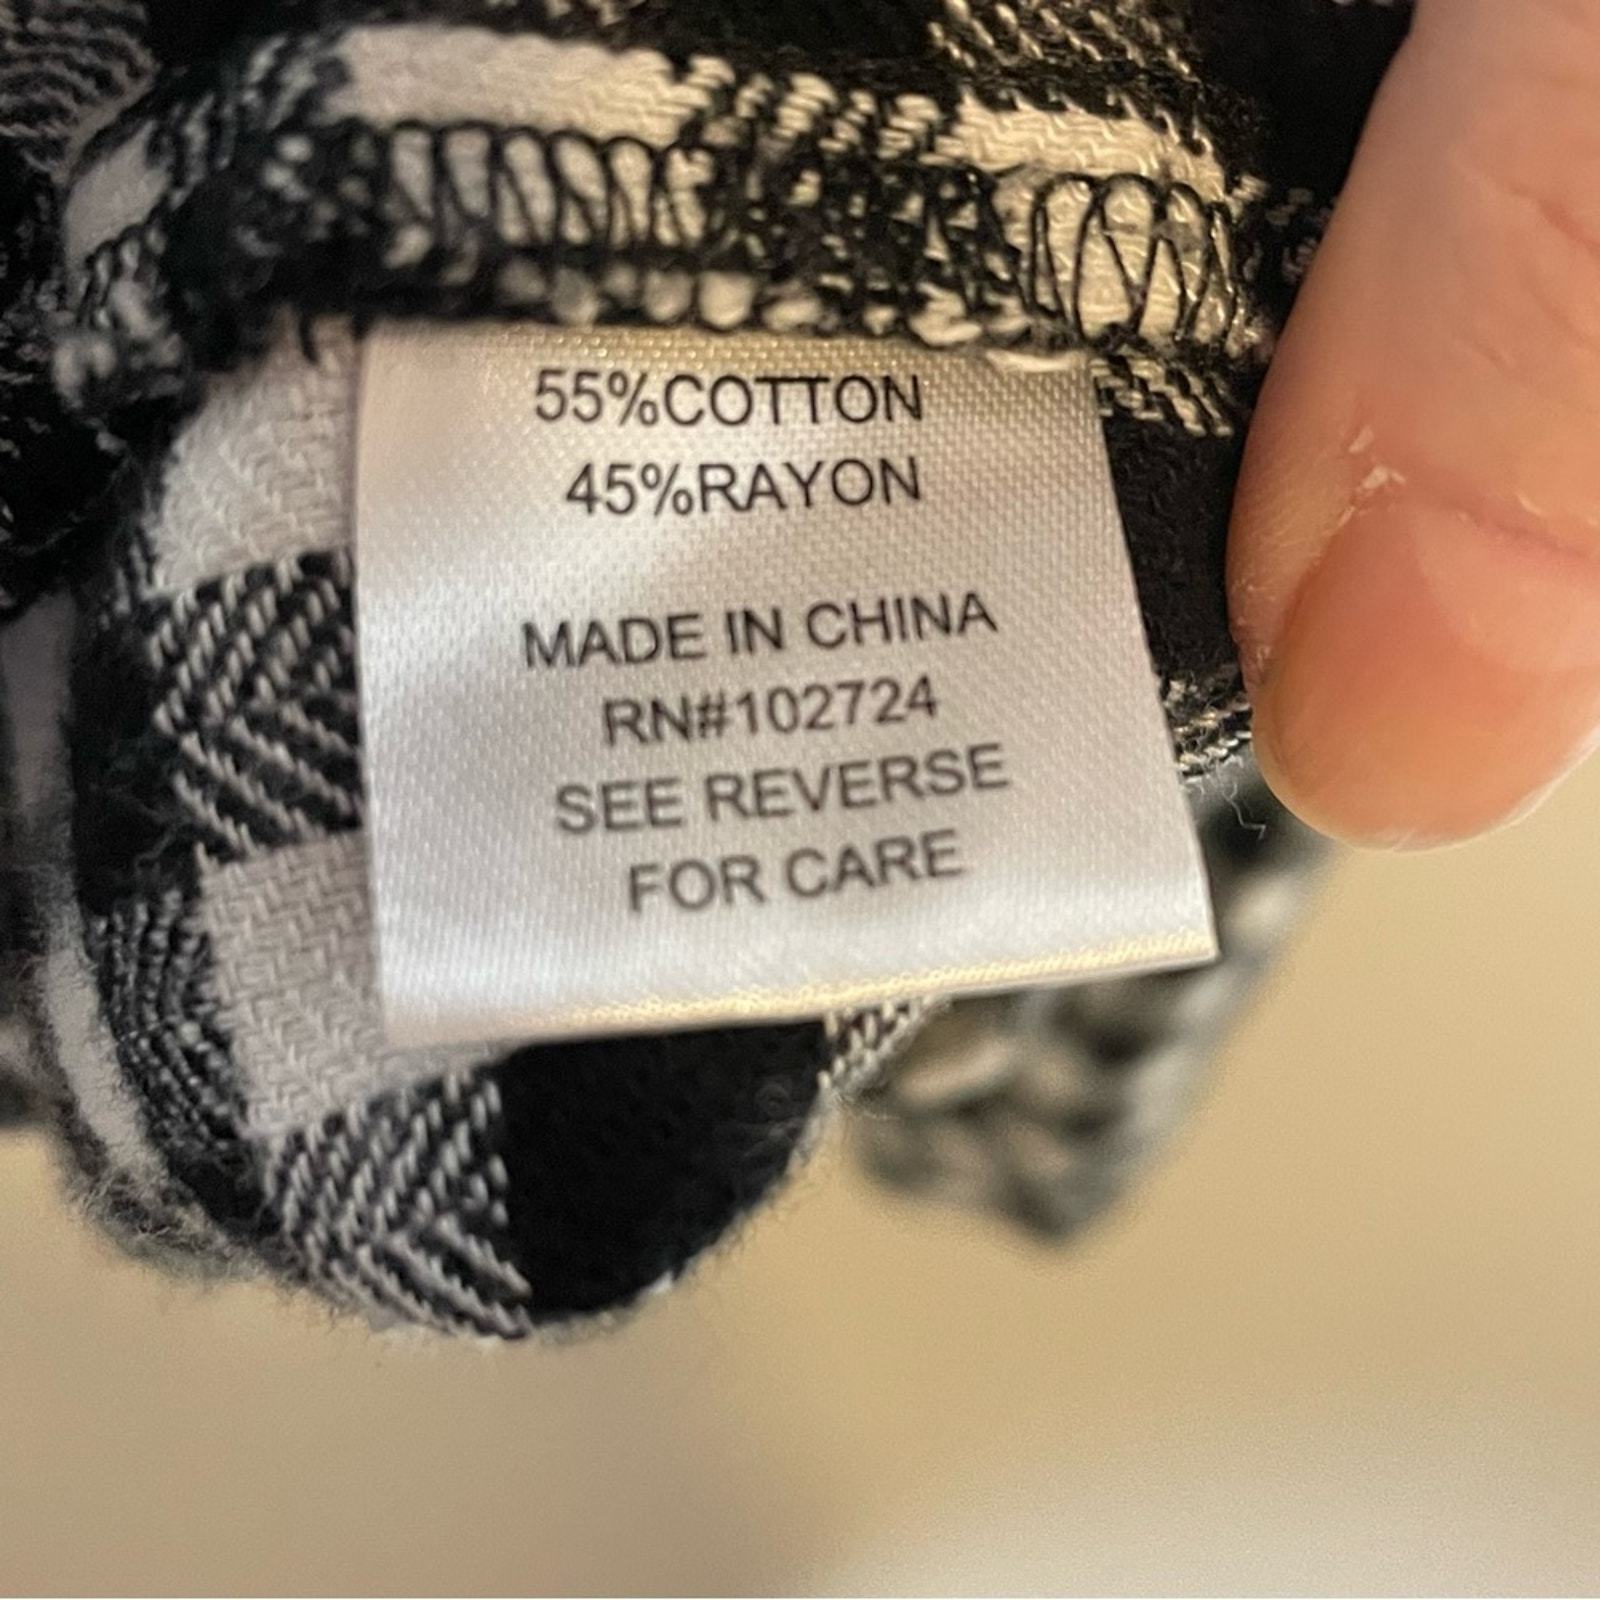 55%COTTON
45%RAYON
MADE IN CHINA
RN#102724
SEE REVERSE
FOR CARE